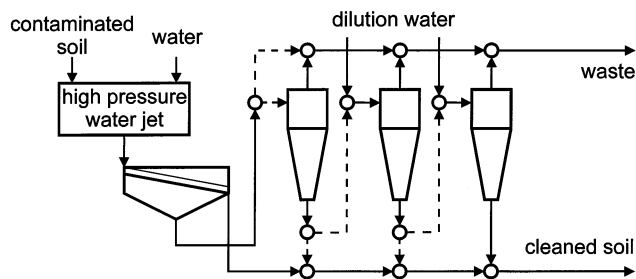 contaminated
soil
water
dilution water
high pressure
water jet
waste
cleaned soil